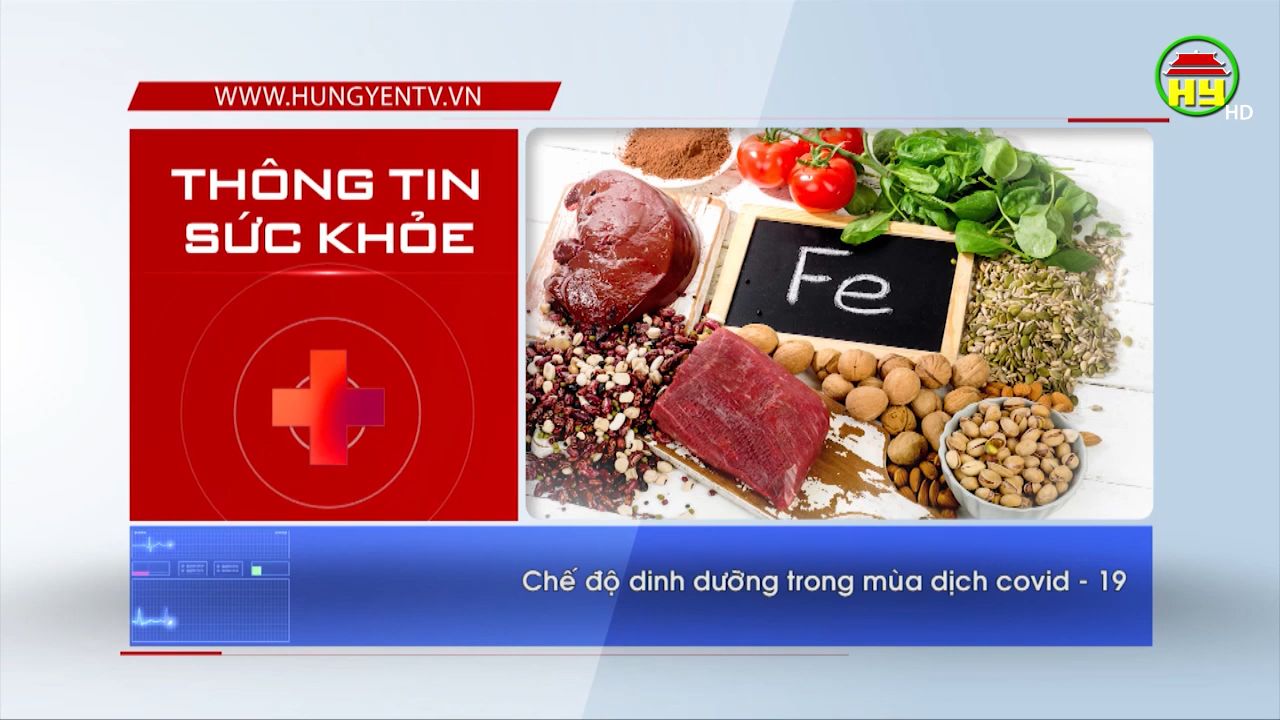 WWW.HUNGYENTV.VN
HY
HD
THÔNG TIN
SỨC KHỎE
Fe
Chế độ dinh dưỡng trong mùa dịch covid - 19